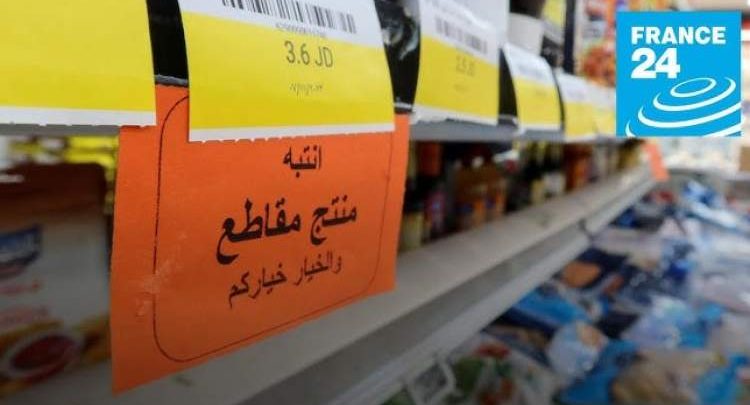 FRANCE
24
3.6 JD
انتبه
منتج مقاطع
والخيار خياركم